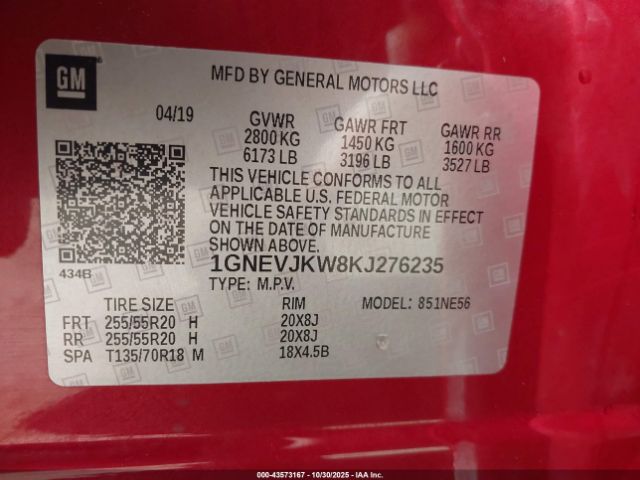 GM
MFD BY GENERAL MOTORS LLC
04/19 GVWR GAWR FRT GAWR RR
2800 KG 1450 KG 1600 KG
6173 LB 3196 LB 3527 LB
THIS VEHICLE CONFORMS TO ALL
APPLICABLE U.S. FEDERAL MOTOR
VEHICLE SAFETY STANDARDS IN EFFECT
ON THE DATE OF MANUFACTURE
SHOWN ABOVE.
434B 1GNEVJKW8KJ276235
TYPE: M.P.V. MODEL: 851NE56
TIRE SIZE RIM
FRT 255/55R20 H 20X8J
RR 255/55R20 H 20X8J
SPA T135/70R18 M 18X4.5B
000-43573167 | 10/30/2025 - IAA Inc.